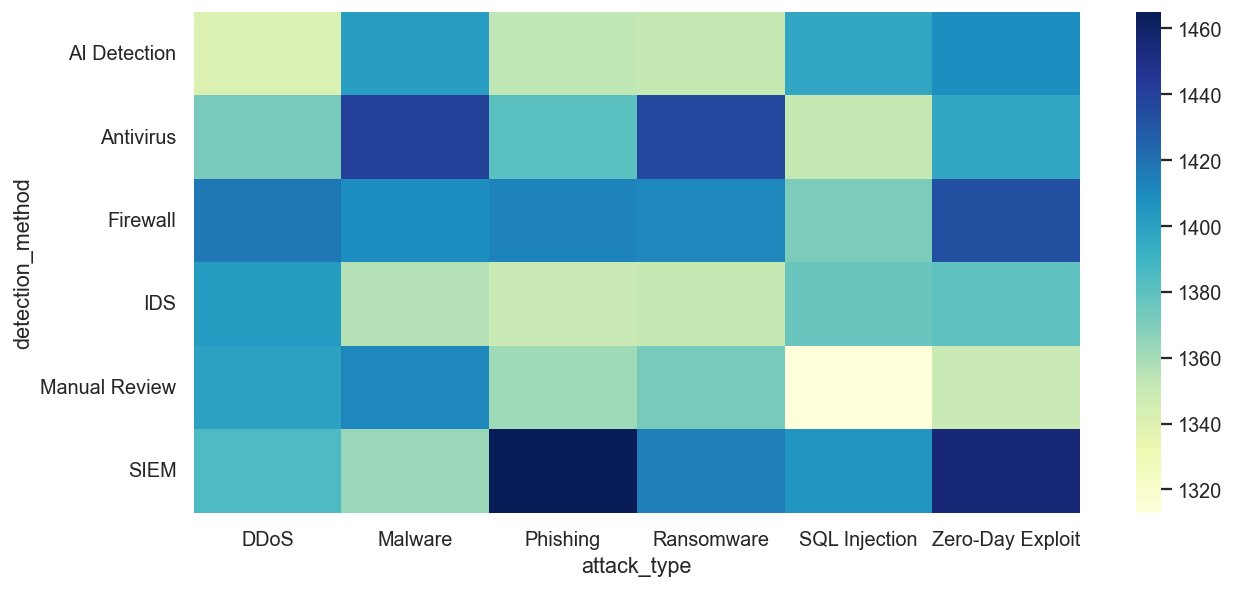 AI Detection
Antivirus
Firewall
IDS
Manual Review
SIEM
detection_method
DDoS
Malware
Phishing
Ransomware
SQL Injection
Zero-Day Exploit
attack_type
1460
1440
1420
1400
1380
1360
1340
1320